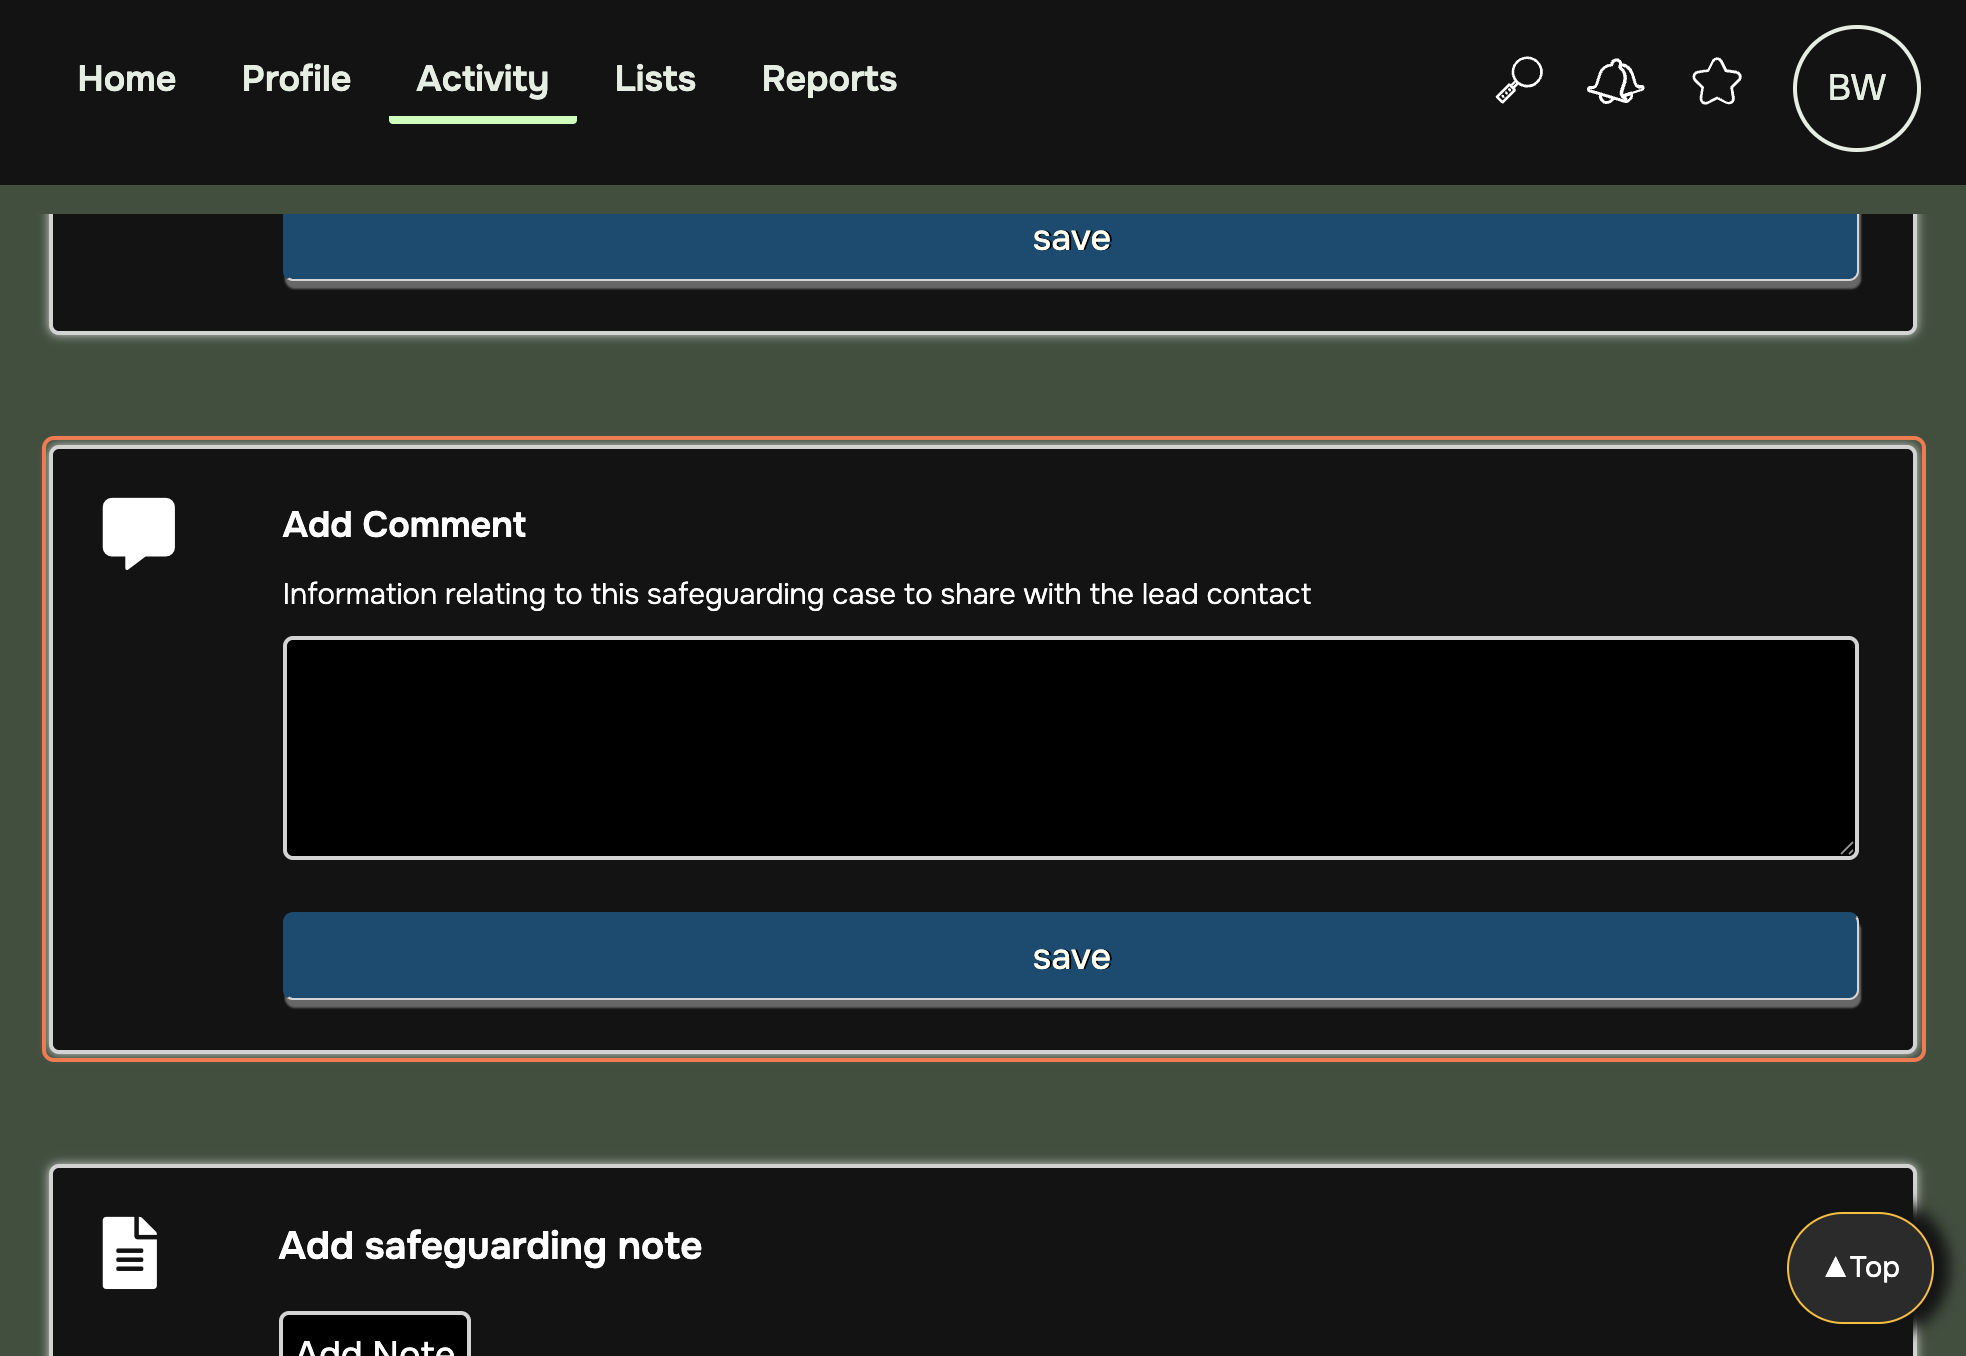 Home Profile Activity Lists Reports BW
save
Add Comment
Information relating to this safeguarding case to share with the lead contact
save
Add safeguarding note
▲Top
Add Note